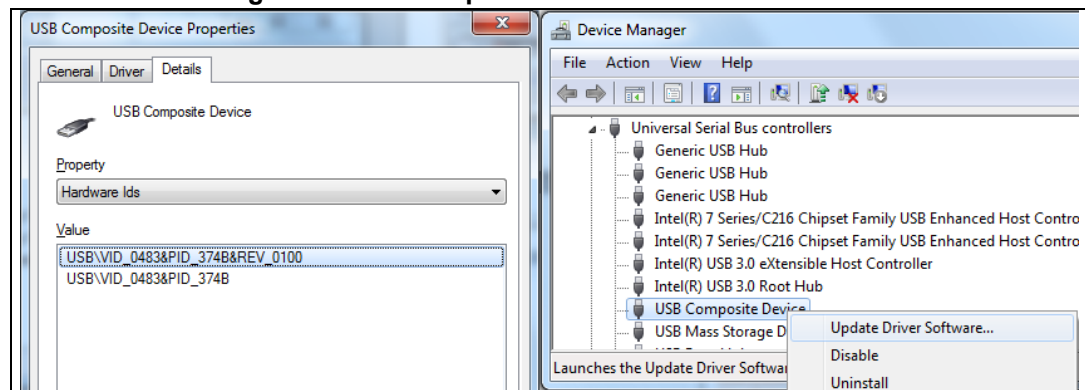 USB Composite Device Properties
General
Driver
Details
USB Composite Device
Property
Hardware Ids
Value
USB\VID_0483&PID_374B&REV_0100
USB\VID_0483&PID_374B
Device Manager
File Action View Help
Universal Serial Bus controllers
Generic USB Hub
Generic USB Hub
Generic USB Hub
Intel(R) 7 Series/C216 Chipset Family USB Enhanced Host Contro
Intel(R) 7 Series/C216 Chipset Family USB Enhanced Host Contro
Intel(R) USB 3.0 eXtensible Host Controller
Intel(R) USB 3.0 Root Hub
USB Composite Device
USB Mass Storage D
Launches the Update Driver Softwar
Update Driver Software...
Disable
Uninstall